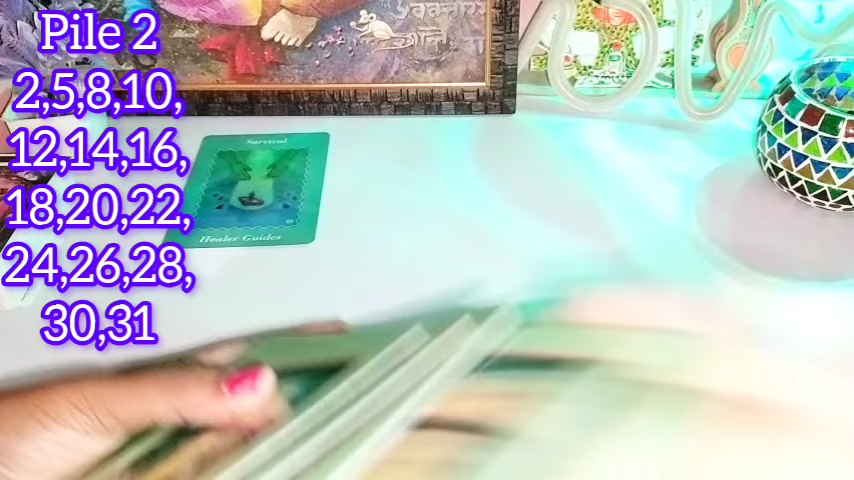 Pile 2
2,5,8,10,
12,14,16,
18,20,22,
24,26,28,
30,31
Survival
Healer Guides